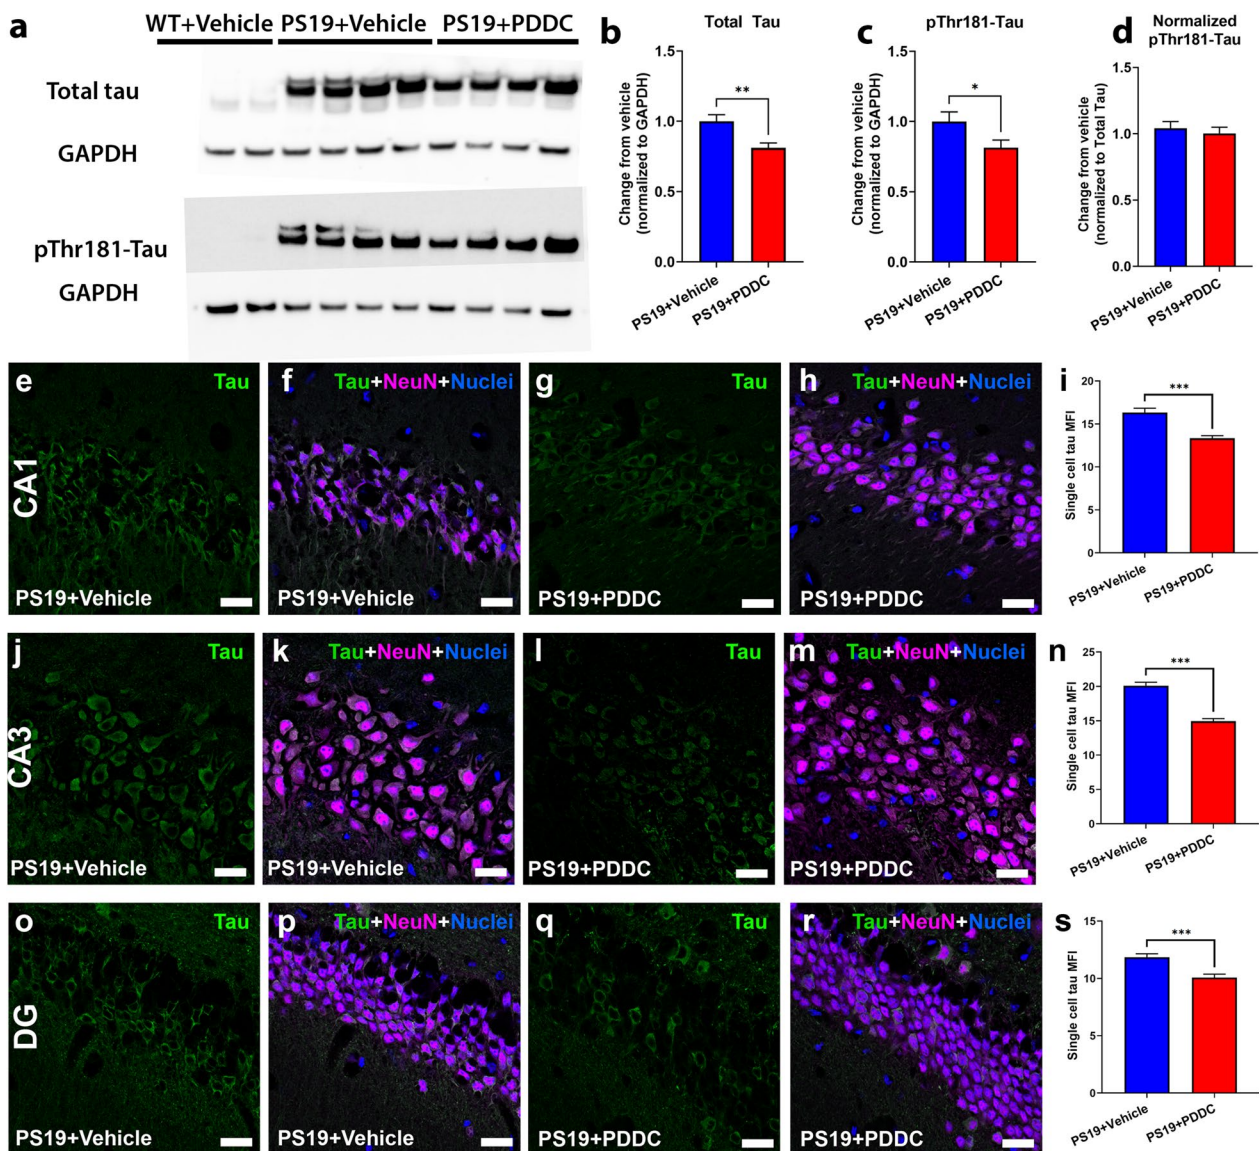 a
WT+Vehicle PS19+Vehicle PS19+PDDC
Total tau
GAPDH
pThr181-Tau
GAPDH
b
Total Tau
Change from vehicle
(normalized to GAPDH)
1.5
1.0
0.5
0.0
**
PS19+Vehicle
PS19+PDDC
c
pThr181-Tau
Change from vehicle
(normalized to GAPDH)
1.5
1.0
0.5
0.0
*
PS19+Vehicle
PS19+PDDC
d
Normalized
pThr181-Tau
Change from vehicle
(normalized to Total Tau)
1.5
1.0
0.5
0.0
PS19+Vehicle
PS19+PDDC
CA1
e
Tau
PS19+Vehicle
f
Tau+NeuN+Nuclei
PS19+Vehicle
g
Tau
PS19+PDDC
h
Tau+NeuN+Nuclei
PS19+PDDC
i
Single cell tau MFI
20
15
10
5
0
***
PS19+Vehicle
PS19+PDDC
CA3
j
Tau
PS19+Vehicle
k
Tau+NeuN+Nuclei
PS19+Vehicle
l
Tau
PS19+PDDC
m
Tau+NeuN+Nuclei
PS19+PDDC
n
Single cell tau MFI
25
20
15
10
5
0
***
PS19+Vehicle
PS19+PDDC
DG
o
Tau
PS19+Vehicle
p
Tau+NeuN+Nuclei
PS19+Vehicle
q
Tau
PS19+PDDC
r
Tau+NeuN+Nuclei
PS19+PDDC
s
Single cell tau MFI
15
10
5
0
***
PS19+Vehicle
PS19+PDDC